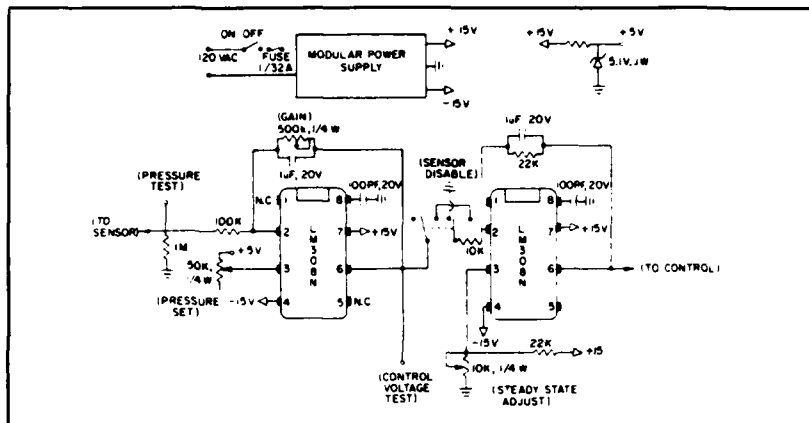 ON OFF
120 VAC
FUSE
1/32A
MODULAR POWER
SUPPLY
+15V
-15V
+15V
+5V
5.1V, 1W
(GAIN)
500K, 1/4 W
1uF, 20V
(PRESSURE
TEST)
(TO
SENSOR)
100K
1M
+5V
50K,
1/4 W
(PRESSURE
SET)
-15V
N.C
1
2
3
4
LM308N
8
7
6
5
100PF, 20V
+15V
N.C
(CONTROL
VOLTAGE
TEST)
(SENSOR
DISABLE)
10K
1uF, 20V
22K
1
2
3
4
LM308N
8
7
6
5
100PF, 20V
+15V
(TO CONTROL)
-15V
22K
+15
10K, 1/4 W
(STEADY STATE
ADJUST)